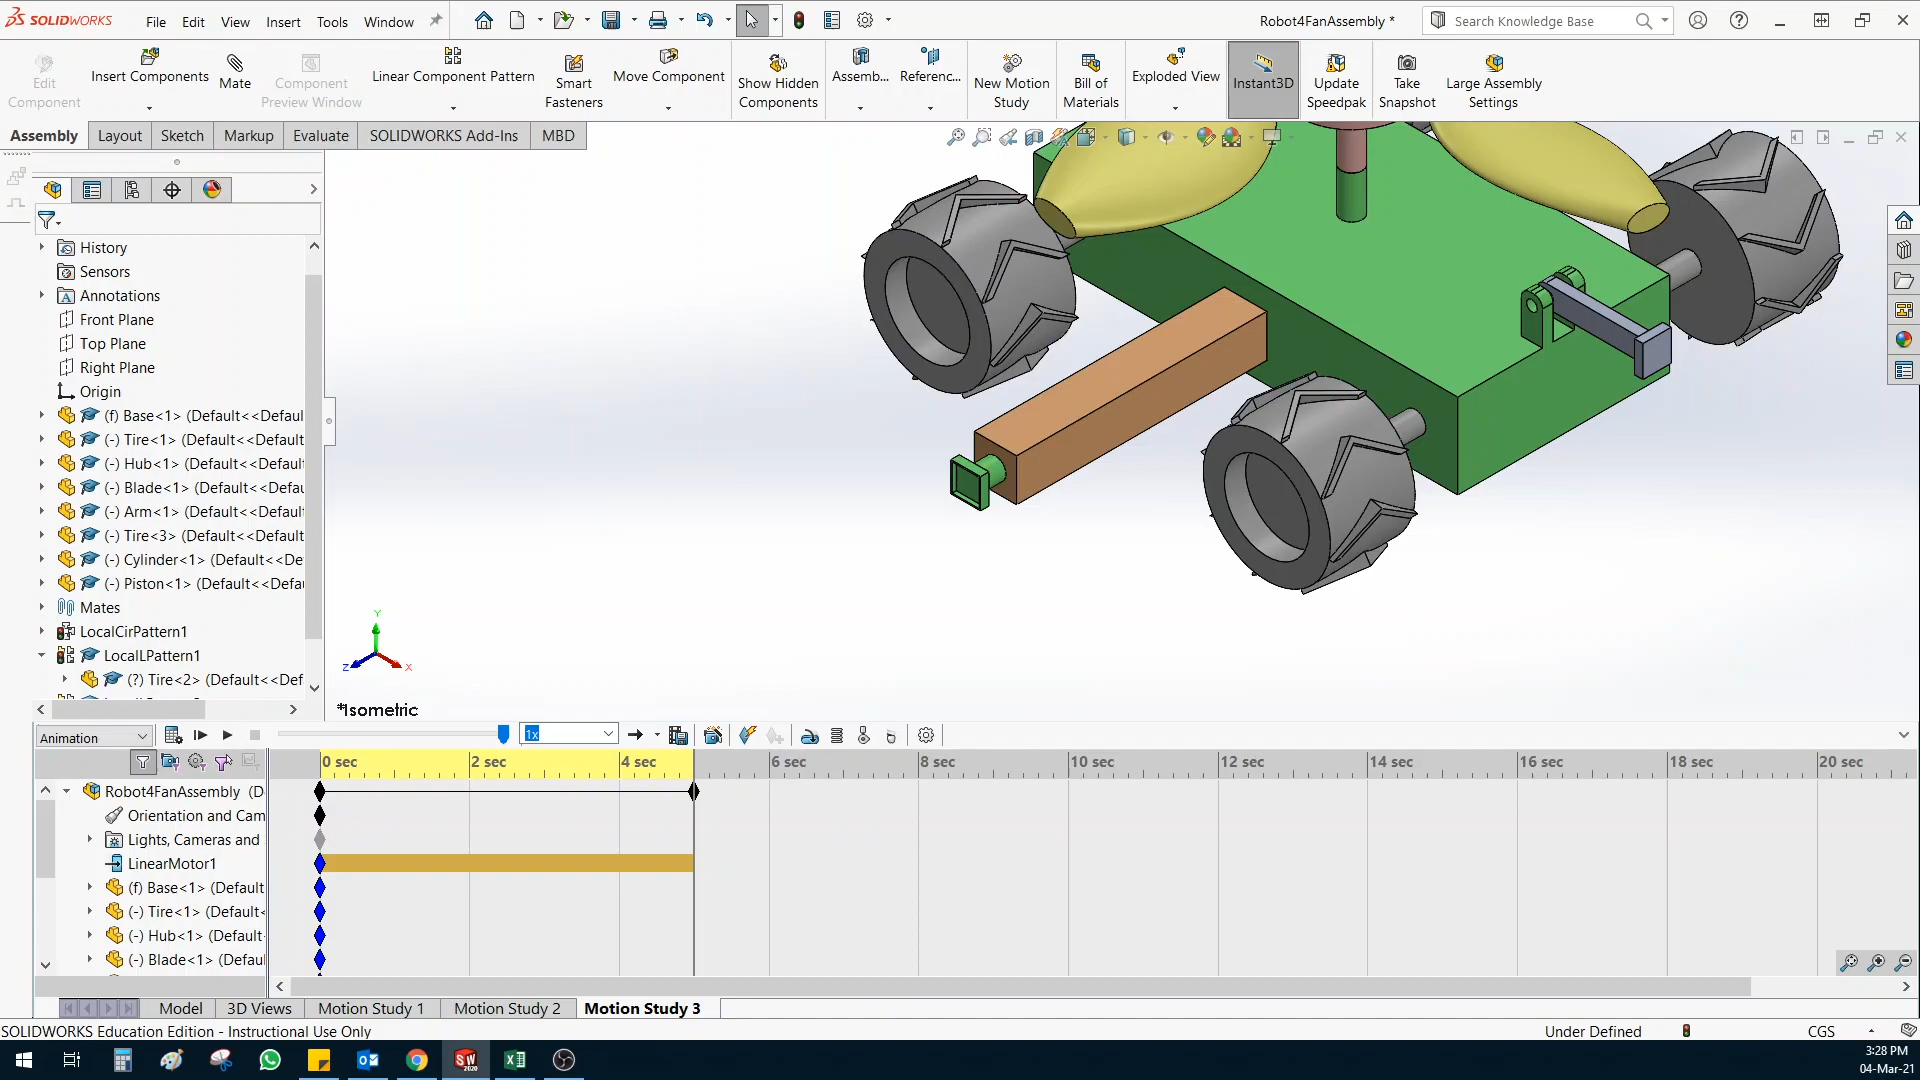 SOLIDWORKS File Edit View Insert Tools Window Robot4FanAssembly * Search Knowledge Base
Edit Component
Insert Components
Mate
Component Preview Window
Linear Component Pattern
Smart Fasteners
Move Component
Show Hidden Components
Assemb...
Referenc...
New Motion Study
Bill of Materials
Exploded View
Instant3D
Update Speedpak
Take Snapshot
Large Assembly Settings
Assembly Layout Sketch Markup Evaluate SOLIDWORKS Add-Ins MBD
History
Sensors
Annotations
Front Plane
Top Plane
Right Plane
Origin
(f) Base<1> (Default<<Defaul
(-) Tire<1> (Default<<Default
(-) Hub<1> (Default<<Default
(-) Blade<1> (Default<<Defau
(-) Arm<1> (Default<<Default
(-) Tire<3> (Default<<Default
(-) Cylinder<1> (Default<<De
(-) Piston<1> (Default<<Defau
Mates
LocalCirPattern1
LocalLPattern1
(?) Tire<2> (Default<<Def
Y
Z X
*Isometric
Animation 1x
0 sec 2 sec 4 sec 6 sec 8 sec 10 sec 12 sec 14 sec 16 sec 18 sec 20 sec
Robot4FanAssembly (D
Orientation and Cam
Lights, Cameras and
LinearMotor1
(f) Base<1> (Default
(-) Tire<1> (Default<
(-) Hub<1> (Default
(-) Blade<1> (Defaul
Model 3D Views Motion Study 1 Motion Study 2 Motion Study 3
SOLIDWORKS Education Edition - Instructional Use Only Under Defined CGS
SW 2020
3:28 PM
04-Mar-21